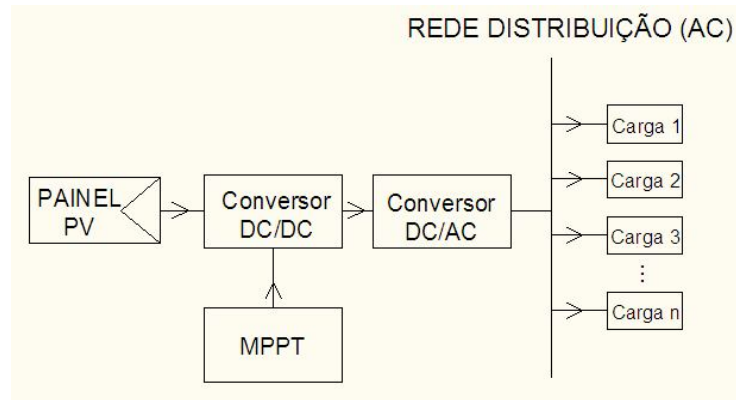 REDE DISTRIBUIÇÃO (AC)
PAINEL
PV
Conversor
DC/DC
Conversor
DC/AC
MPPT
Carga 1
Carga 2
Carga 3
⋮
Carga n